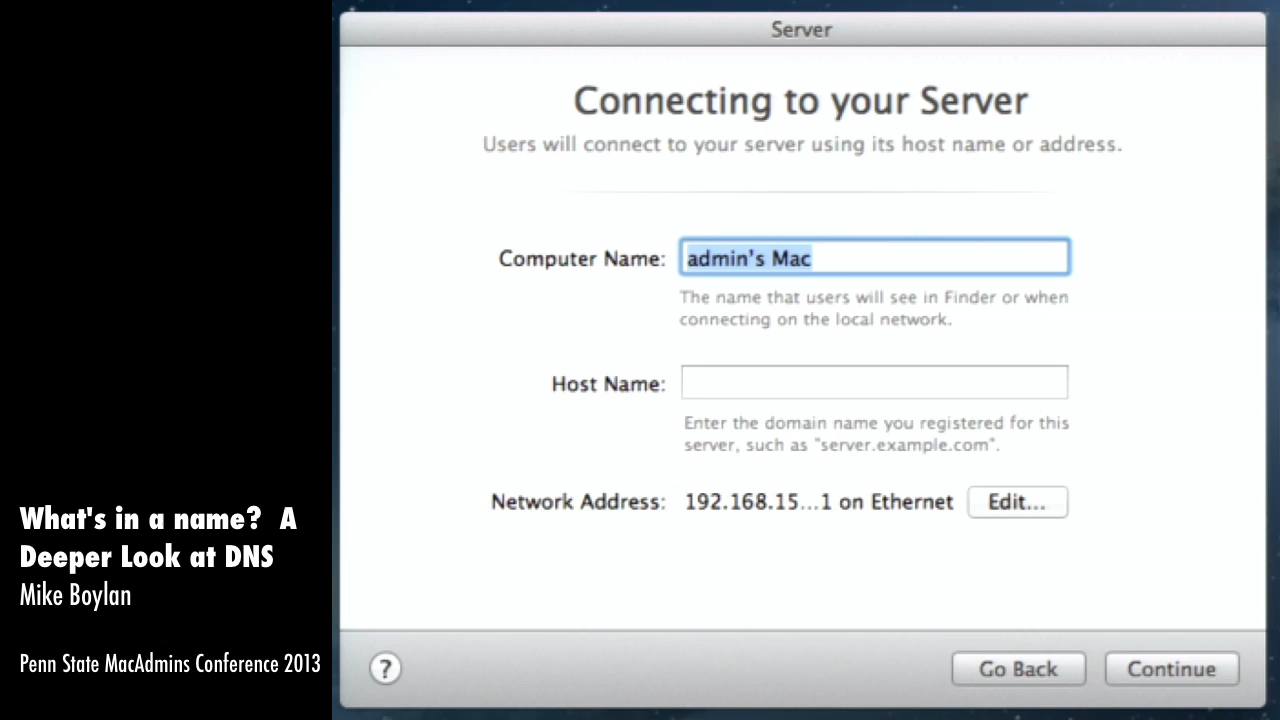 Server
Connecting to your Server
Users will connect to your server using its host name or address.
Computer Name: admin's Mac
The name that users will see in Finder or when
connecting on the local network.
Host Name:
Enter the domain name you registered for this
server, such as "server.example.com".
Network Address: 192.168.15...1 on Ethernet Edit...
? Go Back Continue
What's in a name? A
Deeper Look at DNS
Mike Boylan
Penn State MacAdmins Conference 2013